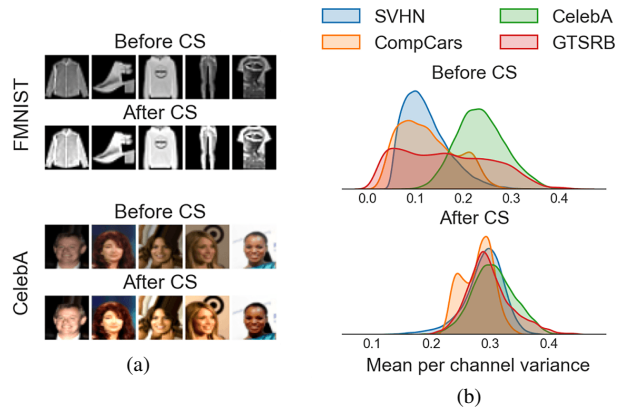 Before CS
FMNIST
After CS
Before CS
CelebA
After CS
(a)
SVHN
CelebA
CompCars
GTSRB
Before CS
0.0 0.1 0.2 0.3 0.4
After CS
0.1 0.2 0.3 0.4
Mean per channel variance
(b)